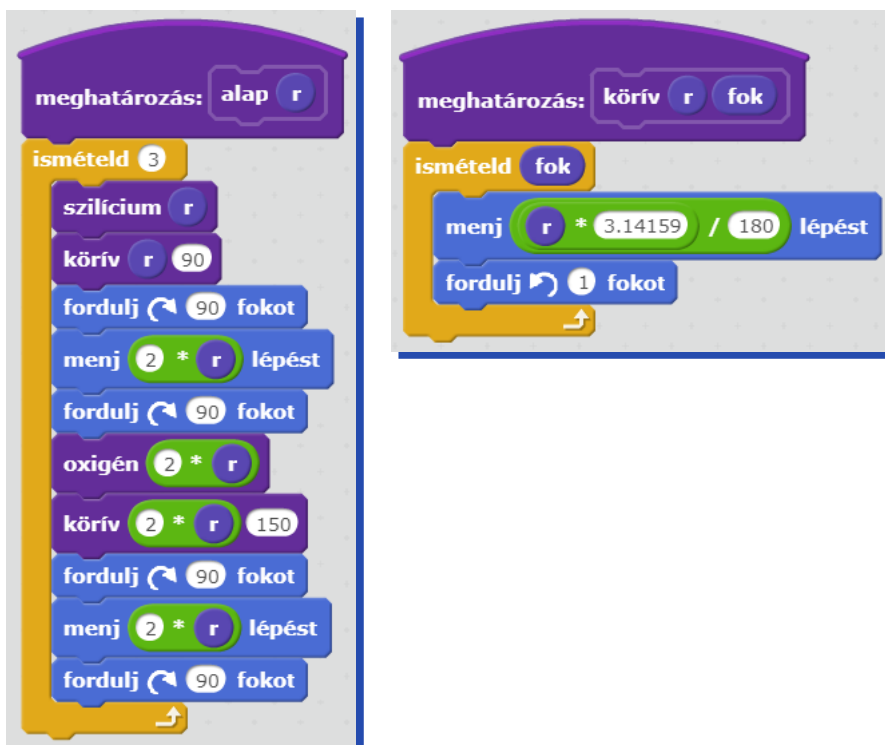 meghatározás: alap r
ismételd 3
szilícium r
körív r 90
fordulj 90 fokot
menj 2 * r lépést
fordulj 90 fokot
oxigén 2 * r
körív 2 * r 150
fordulj 90 fokot
menj 2 * r lépést
fordulj 90 fokot
meghatározás: körív r fok
ismételd fok
menj r * 3.14159 / 180 lépést
fordulj 1 fokot